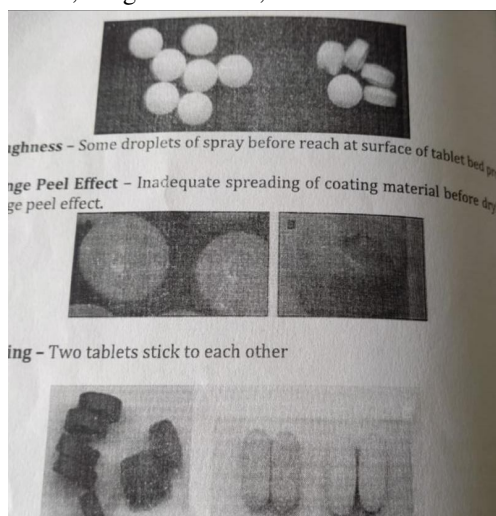 ughness – Some droplets of spray before reach at surface of tablet bed
nge Peel Effect – Inadequate spreading of coating material before dry
ge peel effect.
B
ing – Two tablets stick to each other